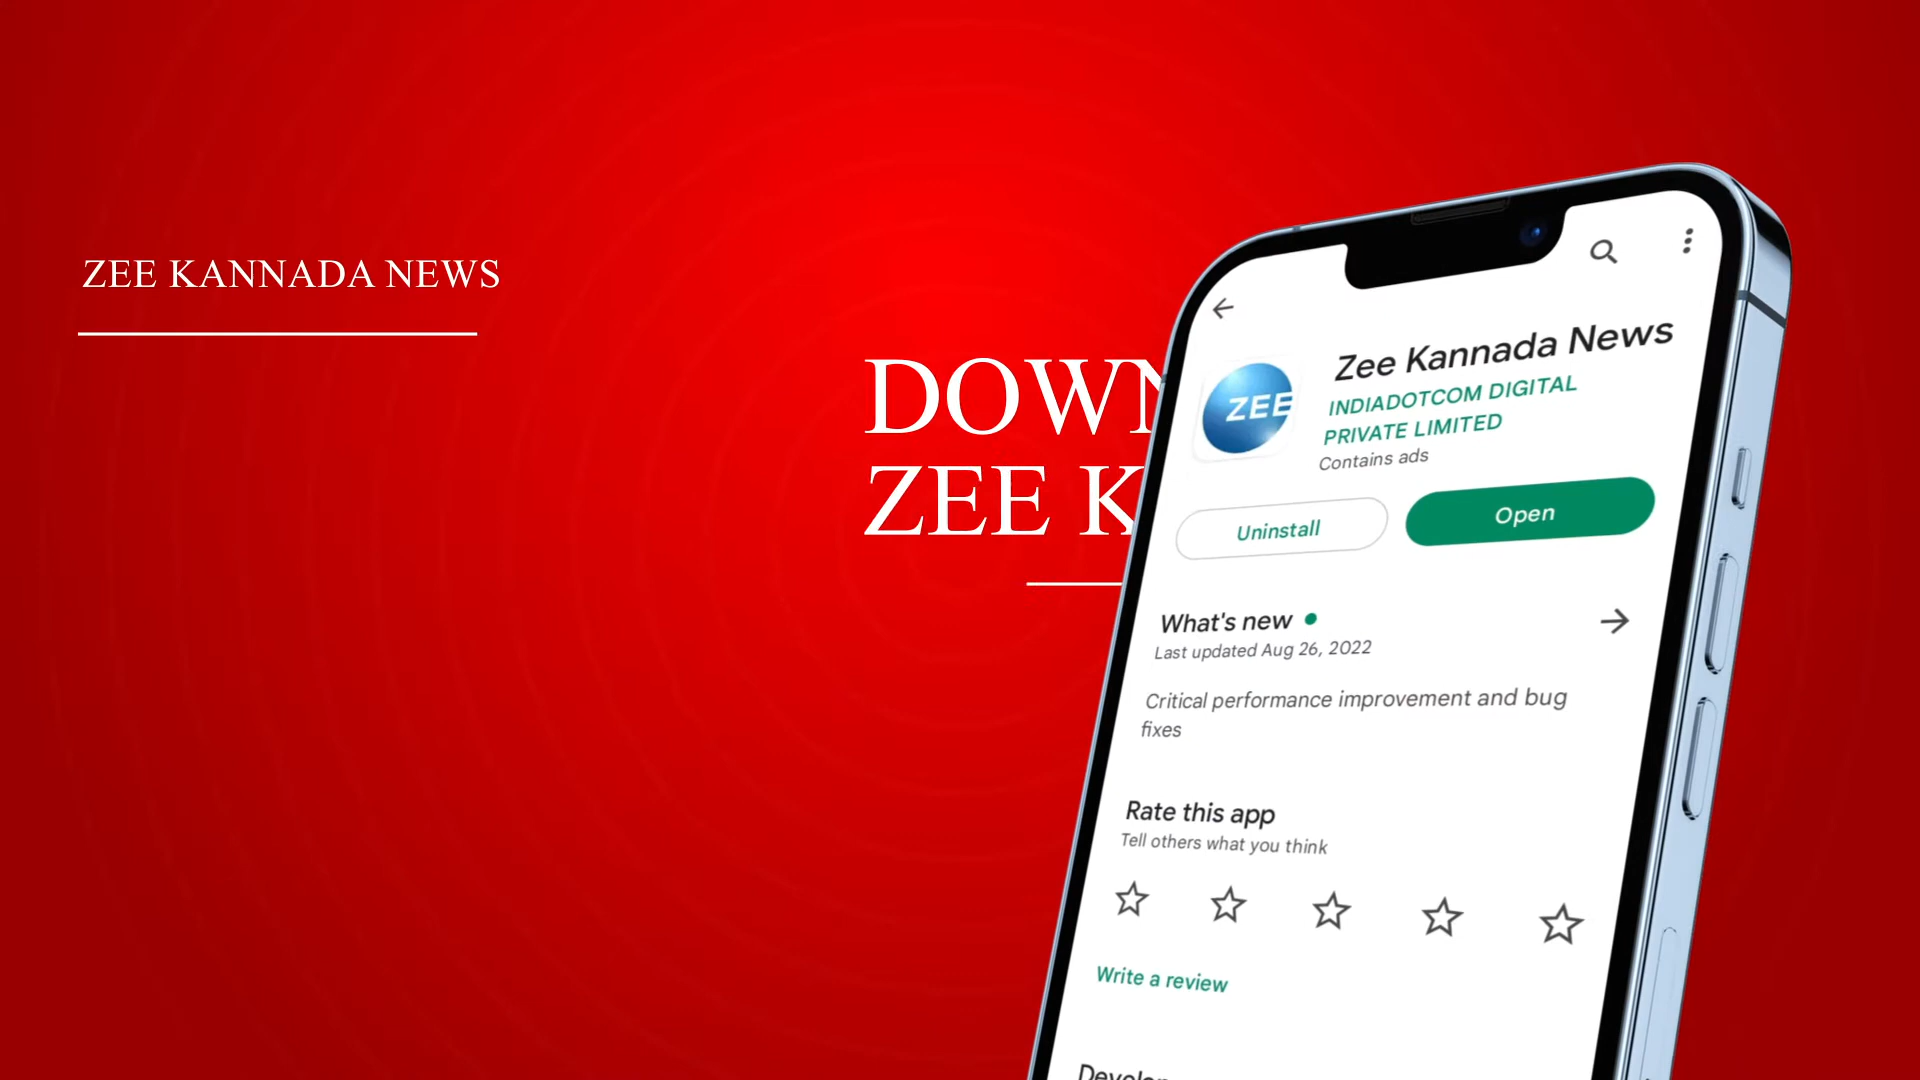 ZEE KANNADA NEWS
ZEE K
Zee Kannada News
ZEE
INDIADOTCOM DIGITAL
PRIVATE LIMITED
Contains ads
Uninstall
Open
What's new
Last updated Aug 26, 2022
Critical performance improvement and bug
fixes
Rate this app
Tell others what you think
Write a review